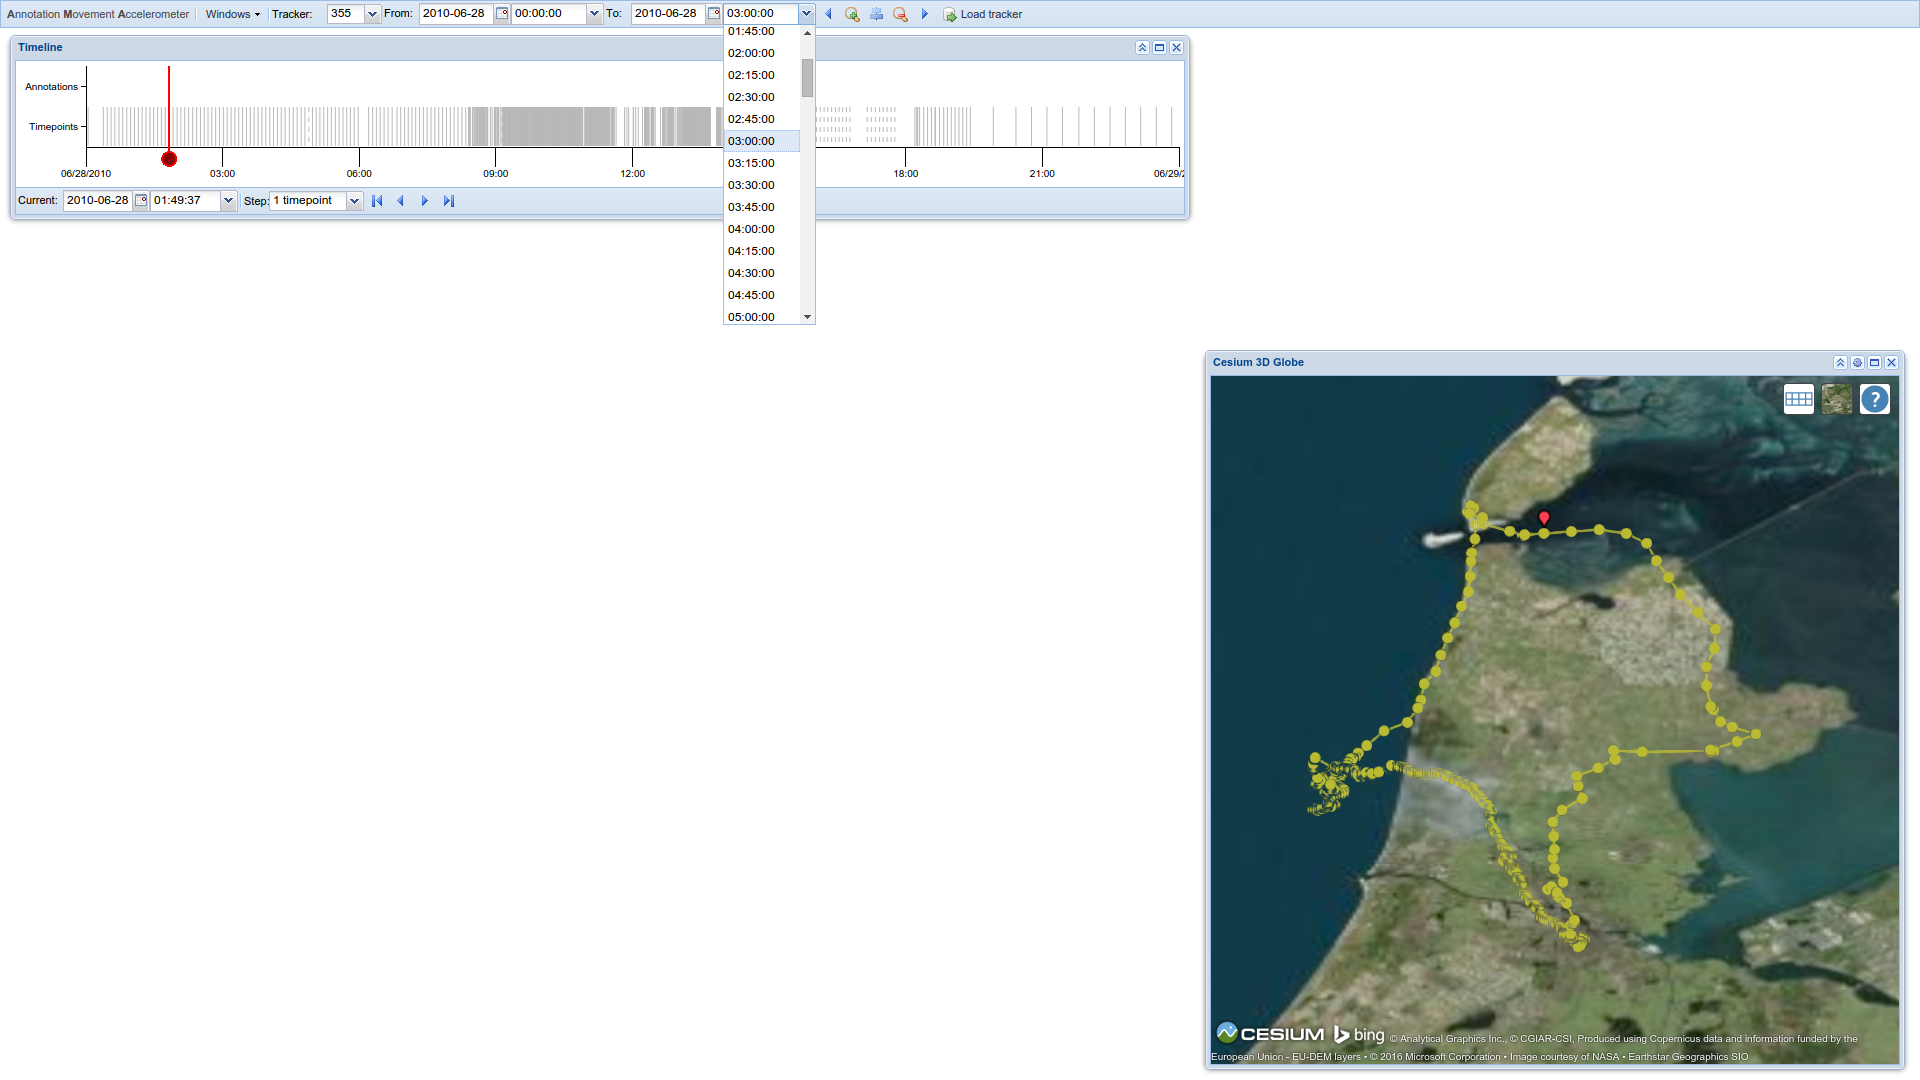 Annotation Movement Accelerometer Windows Tracker: 355 From: 2010-06-28 00:00:00 To: 2010-06-28 03:00:00 Load tracker
01:45:00
02:00:00
02:15:00
02:30:00
02:45:00
03:00:00
03:15:00
03:30:00
03:45:00
04:00:00
04:15:00
04:30:00
04:45:00
05:00:00
Timeline
Annotations
Timepoints
06/28/2010 03:00 06:00 09:00 12:00 18:00 21:00 06/29/2
Current: 2010-06-28 01:49:37 Step: 1 timepoint
Cesium 3D Globe
?
CESIUM bing © Analytical Graphics Inc., © CGIAR-CSI, Produced using Copernicus data and information funded by the
European Union - EU-DEM layers • © 2016 Microsoft Corporation • Image courtesy of NASA • Earthstar Geographics SIO